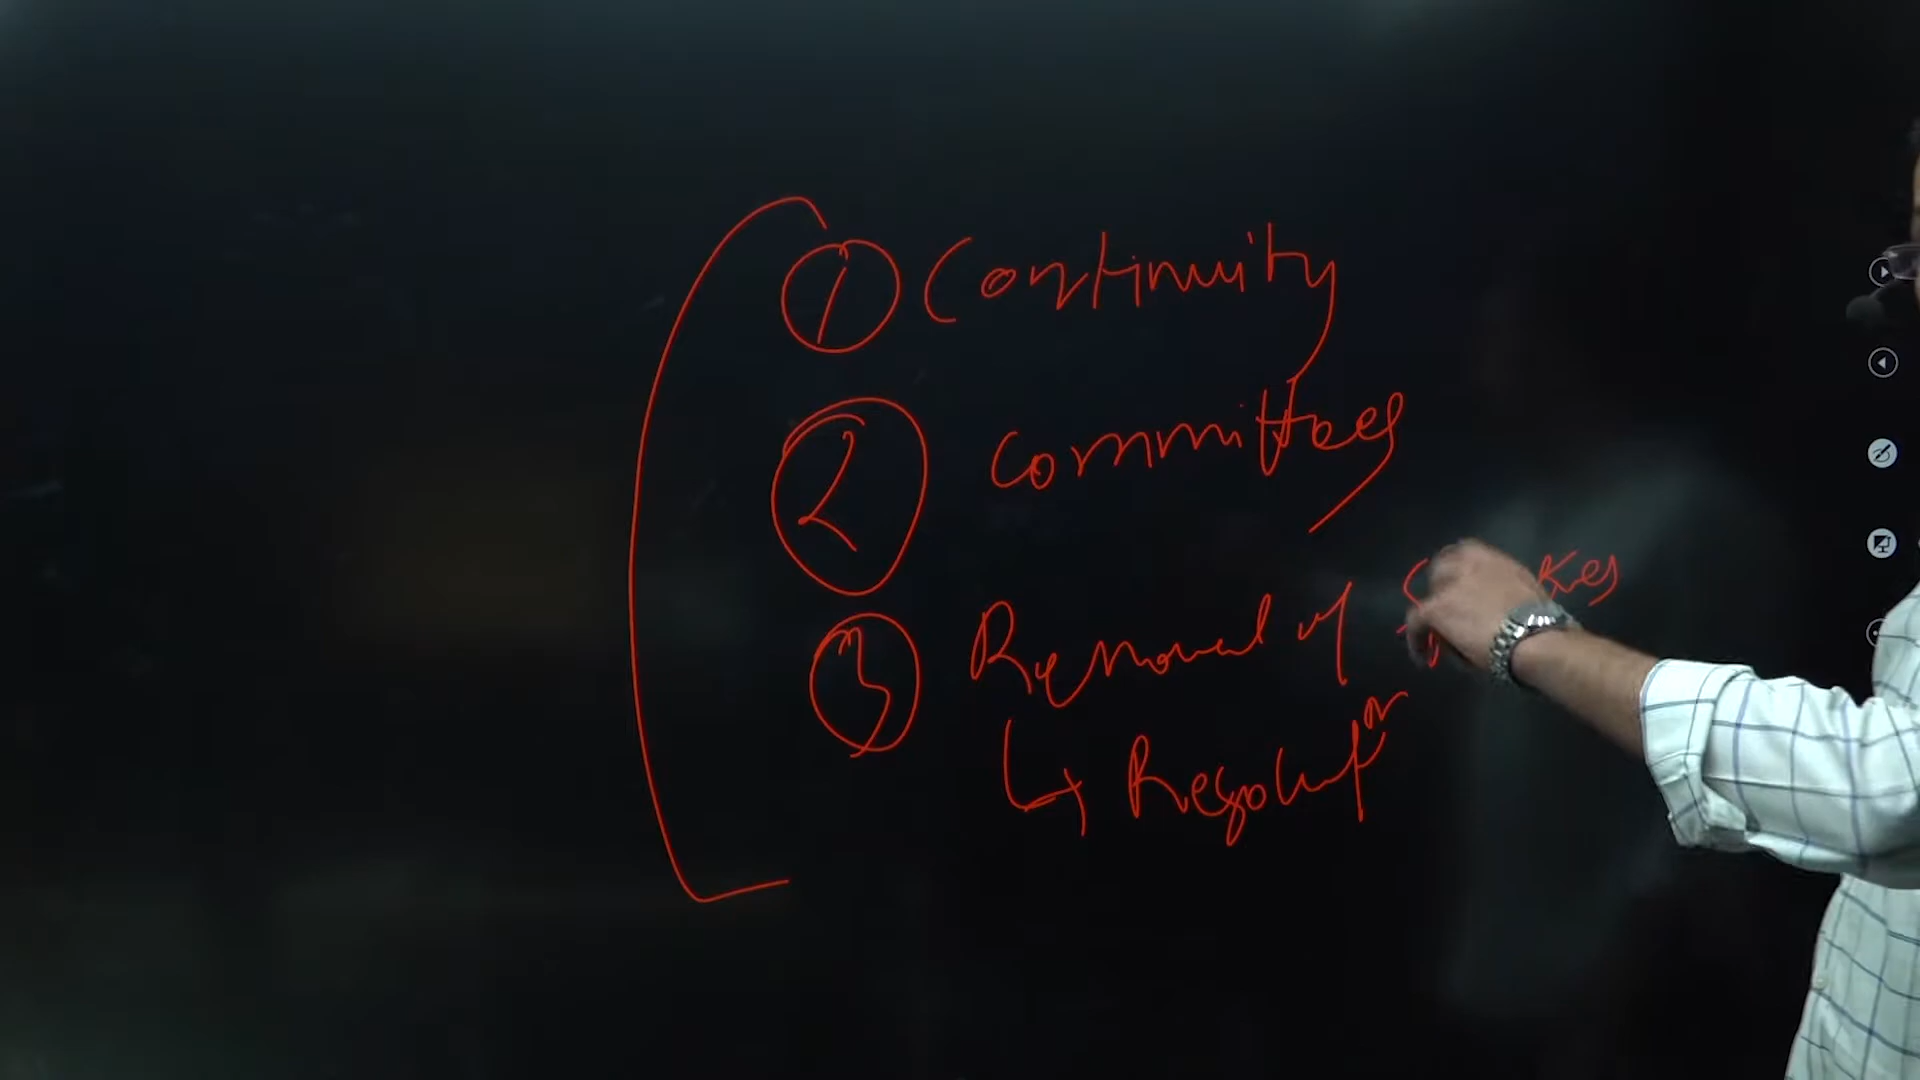 ① Continuity
② Committees
③ Removal of
↳ Resolutn